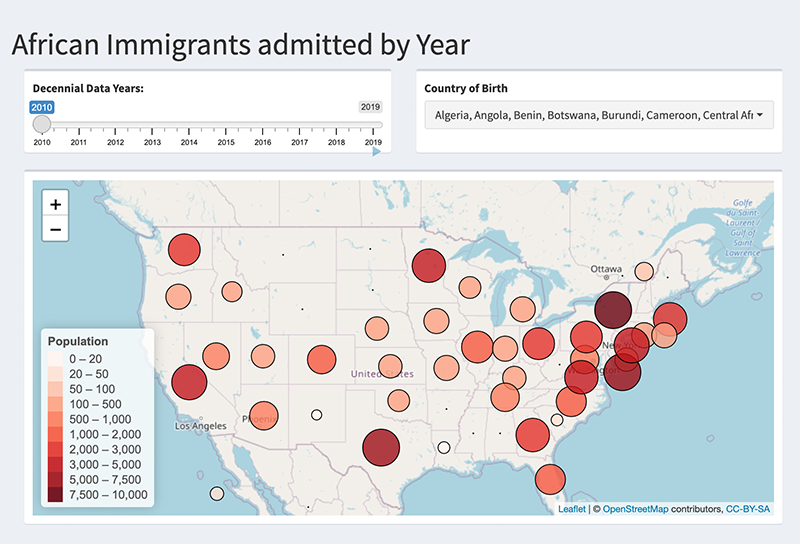 African Immigrants admitted by Year
Decennial Data Years:
2010
2019
2010 2011 2012 2013 2014 2015 2016 2017 2018 2019
Country of Birth
Algeria, Angola, Benin, Botswana, Burundi, Cameroon, Central Afr
+
−
Golfe
du Saint
Laurent /
Gulf of
Saint
Lawrence
Ottawa
United States
Los Angeles
Population
0 – 20
20 – 50
50 – 100
100 – 500
500 – 1,000
1,000 – 2,000
2,000 – 3,000
3,000 – 5,000
5,000 – 7,500
7,500 – 10,000
Leaflet | © OpenStreetMap contributors, CC-BY-SA